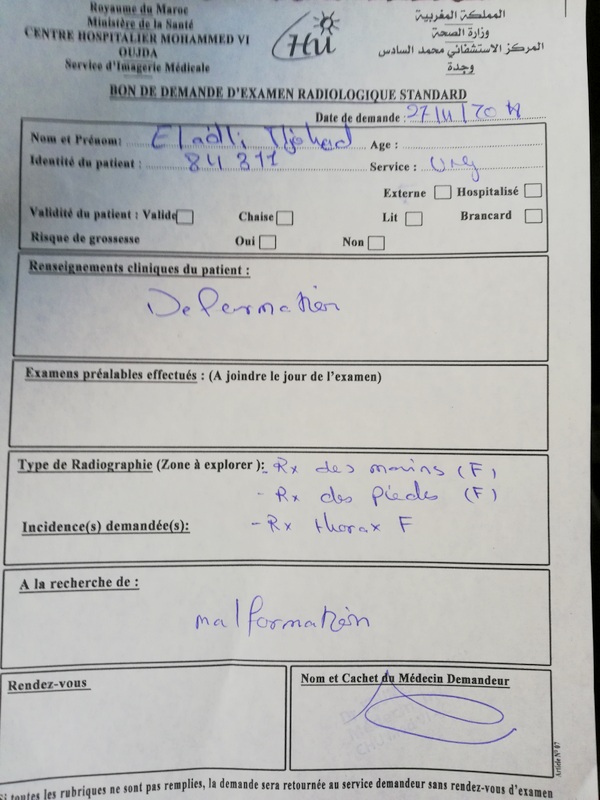 Royaume du Maroc
Ministère de la Santé
CENTRE HOSPITALIER MOHAMMED VI
OUJDA
Service d'Imagerie Médicale
CHU
المملكة المغربية
وزارة الصحة
المركز الاستشفائي محمد السادس
وجدة
BON DE DEMANDE D'EXAMEN RADIOLOGIQUE STANDARD
Date de demande : 27/11/20
Nom et Prénom: Age :
Identité du patient : 84311 Service : Urg
Externe Hospitalisé
Validité du patient : Valide Chaise Lit Brancard
Risque de grossesse Oui Non
Renseignements cliniques du patient :
Deformation
Examens préalables effectués : (A joindre le jour de l'examen)
Type de Radiographie (Zone à explorer ): - Rx des mains (F)
- Rx des pieds (F)
Incidence(s) demandée(s): - Rx thorax F
A la recherche de :
malformation
Rendez-vous
Nom et Cachet du Médecin Demandeur
Article N° 07
Si toutes les rubriques ne sont pas remplies, la demande sera retournée au service demandeur sans rendez-vous d'examen